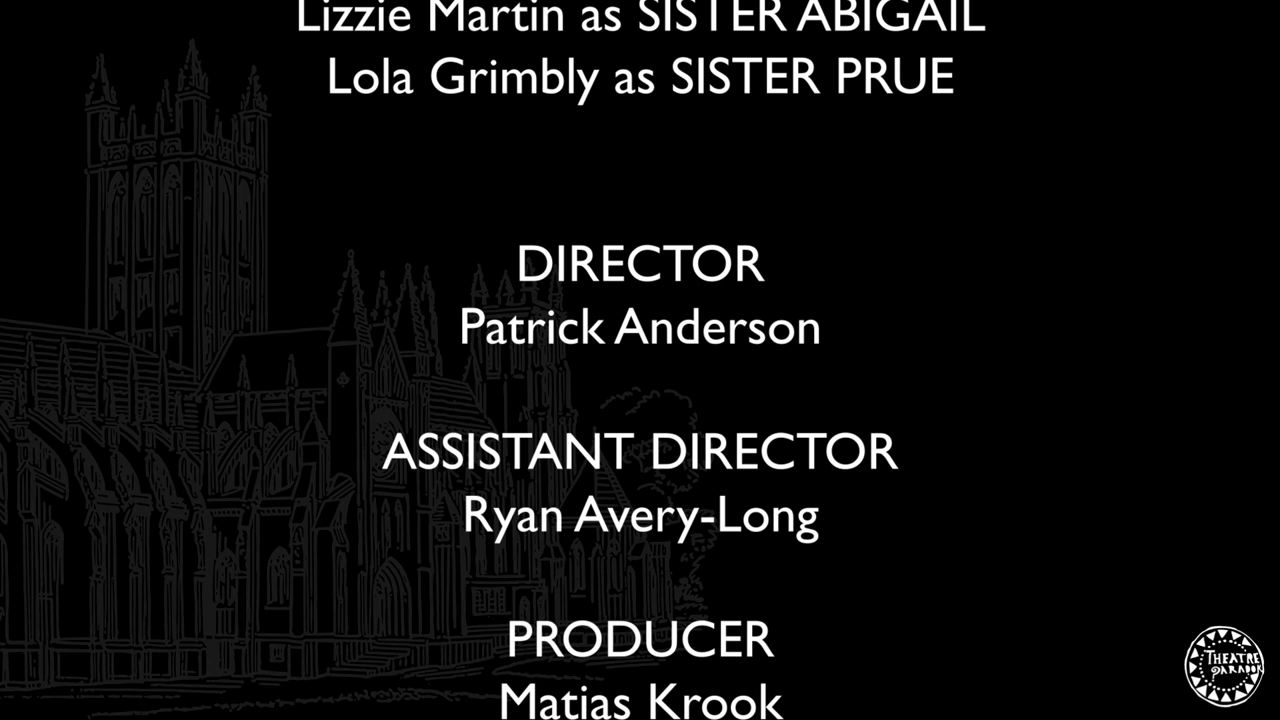 Lizzie Martin as SISTER ABIGAIL
Lola Grimbly as SISTER PRUE
DIRECTOR
Patrick Anderson
ASSISTANT DIRECTOR
Ryan Avery-Long
PRODUCER
Matias Krook
THEATRE
PARADOK